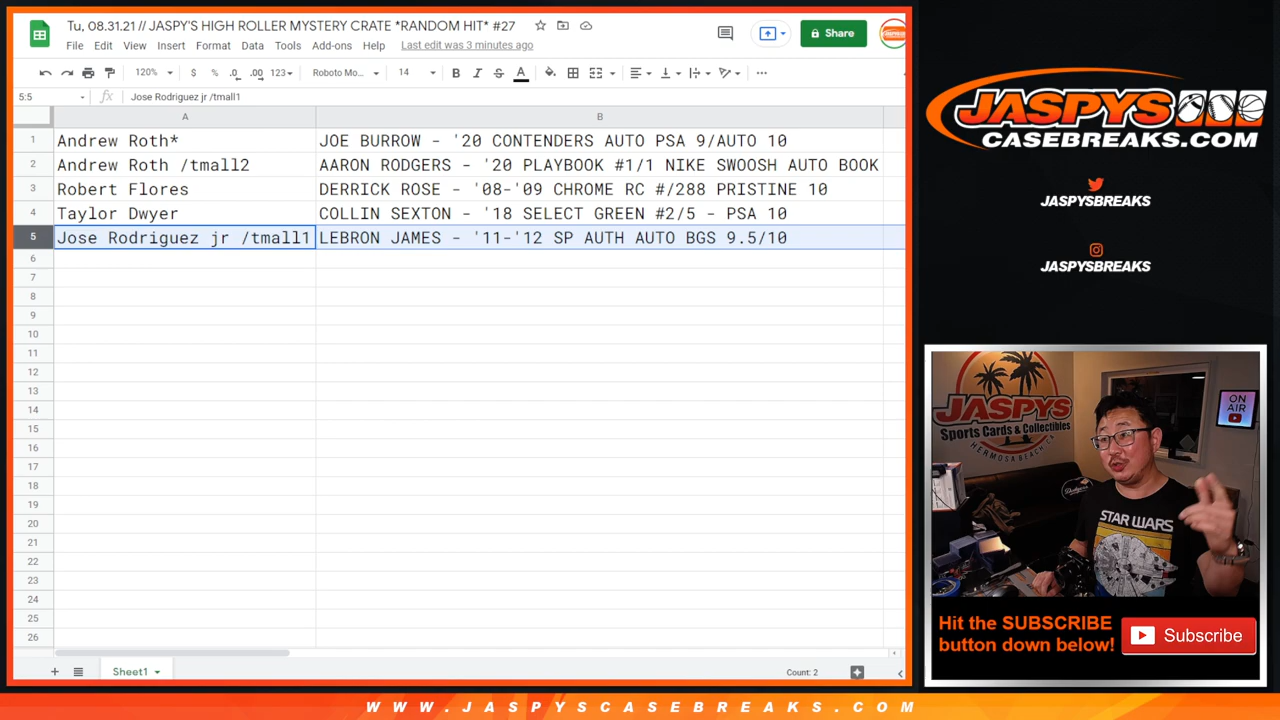 Tu, 08.31.21 // JASPY'S HIGH ROLLER MYSTERY CRATE *RANDOM HIT* #27
File Edit View Insert Format Data Tools Add-ons Help Last edit was 3 minutes ago
Share
120% $ % .0 .00 123 Roboto Mo... 14 B I S A
5:5 fx Jose Rodriguez jr /tmall1
A B
1 Andrew Roth* JOE BURROW - '20 CONTENDERS AUTO PSA 9/AUTO 10
2 Andrew Roth /tmall2 AARON RODGERS - '20 PLAYBOOK #1/1 NIKE SWOOSH AUTO BOOK
3 Robert Flores DERRICK ROSE - '08-'09 CHROME RC #/288 PRISTINE 10
4 Taylor Dwyer COLLIN SEXTON - '18 SELECT GREEN #2/5 - PSA 10
5 Jose Rodriguez jr /tmall1 LEBRON JAMES - '11-'12 SP AUTH AUTO BGS 9.5/10
6
7
8
9
10
11
12
13
14
15
16
17
18
19
20
21
22
23
24
25
26
Sheet1
Count: 2
JASPYS
CASEBREAKS.COM
JASPYSBREAKS
JASPYSBREAKS
JASPYS
Sports Cards & Collectibles
HERMOSA BEACH, CA
ON
AIR
Dodgers
STAR WARS
Hit the SUBSCRIBE
button down below!
Subscribe
WWW.JASPYSCASEBREAKS.COM